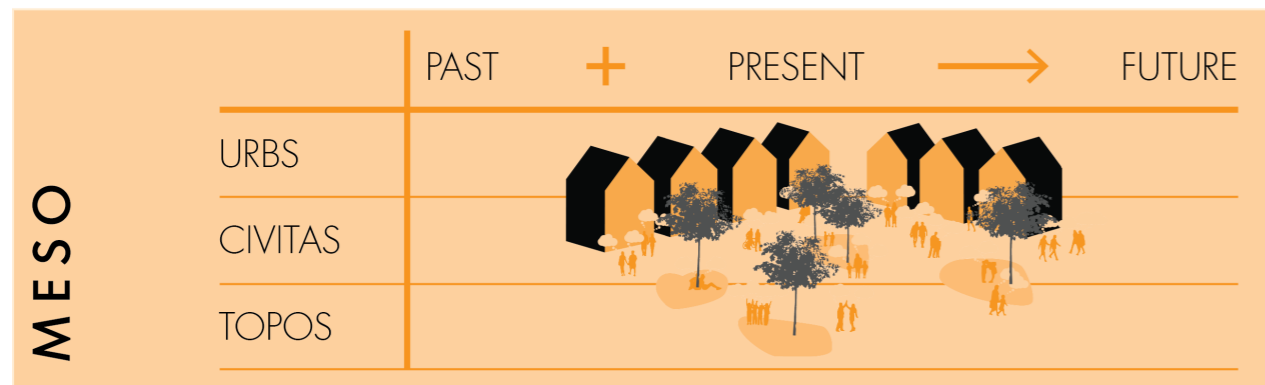 MESO
PAST + PRESENT → FUTURE
URBS
CIVITAS
TOPOS